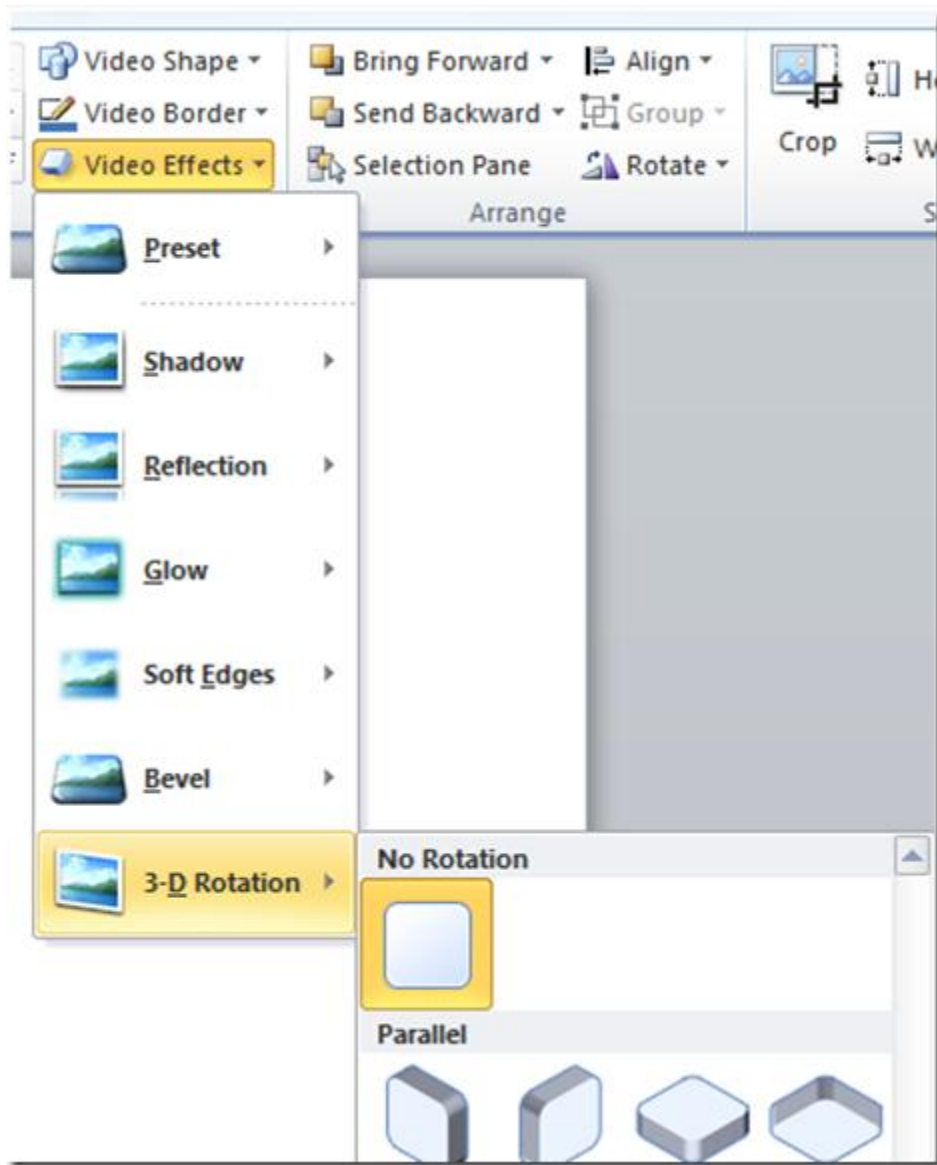 Video Shape
Bring Forward
Align
Video Border
Send Backward
Group
Crop
Video Effects
Selection Pane
Rotate
Arrange
Preset
Shadow
Reflection
Glow
Soft Edges
Bevel
3-D Rotation
No Rotation
Parallel